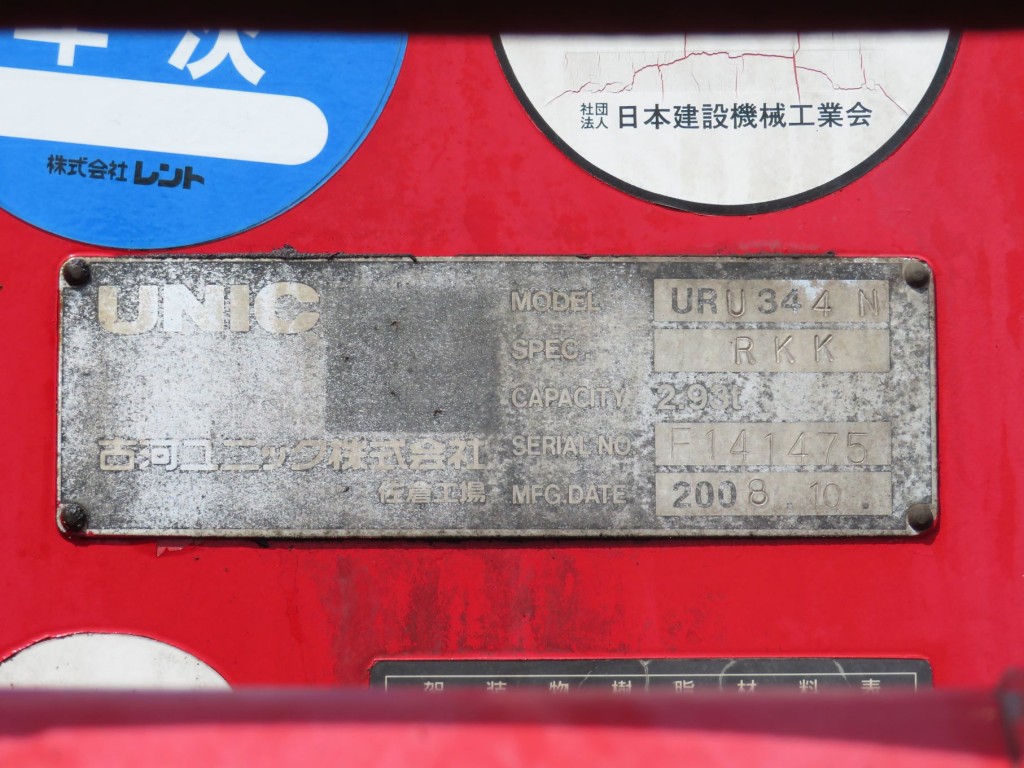 年次
株式会社レント
社団
法人 日本建設機械工業会
UNIC
MODEL URU344N
SPEC. RKK
CAPACITY 2.93t
SERIAL NO. F141475
古河ユニック株式会社
佐倉工場
MFG.DATE 2008.10.
架装物樹脂材料表